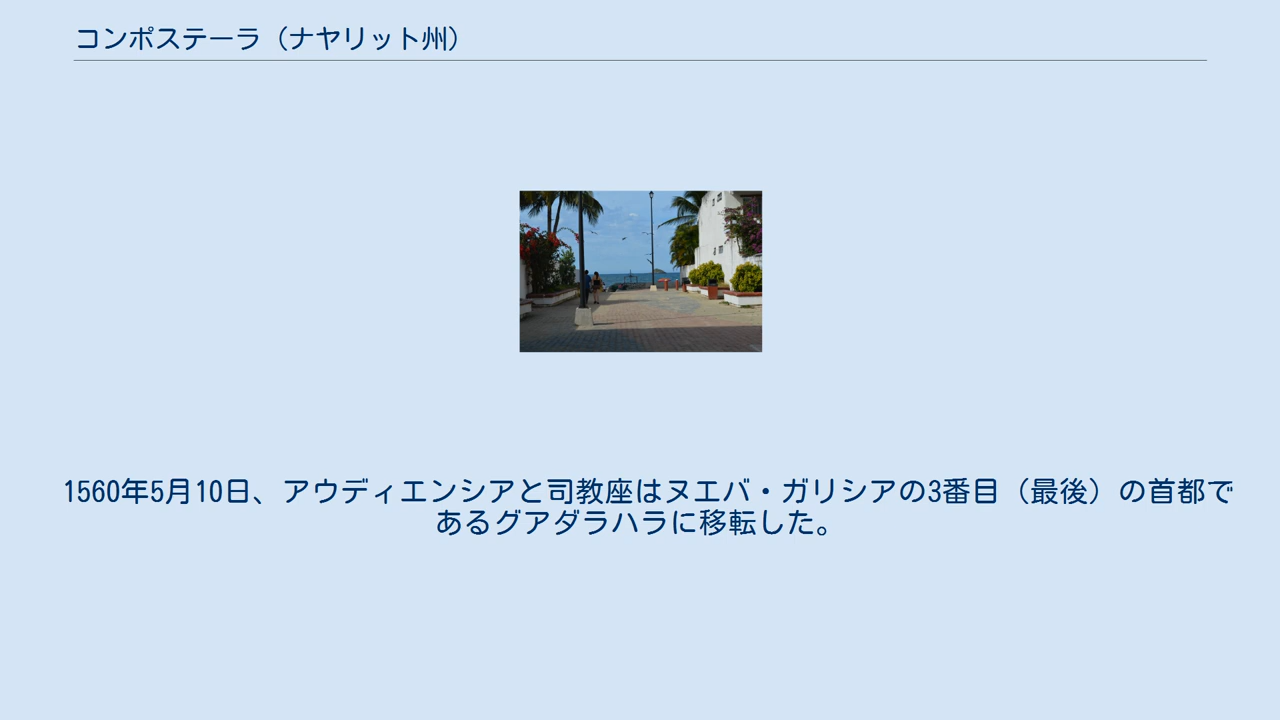 コンポステーラ（ナヤリット州）
1560年5月10日、アウディエンシアと司教座はヌエバ・ガリシアの3番目（最後）の首都で
あるグアダラハラに移転した。